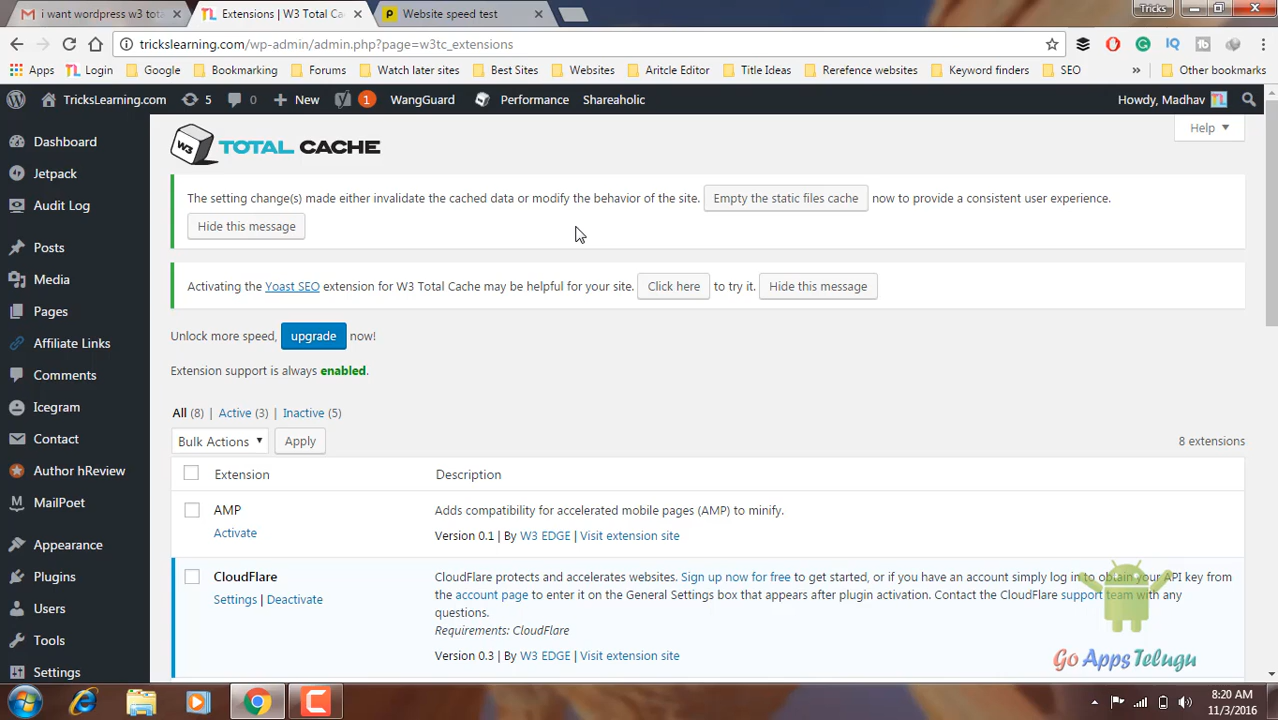 i want wordpress w3 tot
Extensions | W3 Total Ca
Website speed test
Tricks
trickslearning.com/wp-admin/admin.php?page=w3tc_extensions
Apps
Login
Google
Bookmarking
Forums
Watch later sites
Best Sites
Websites
Aritcle Editor
Title Ideas
Rerefence websites
Keyword finders
SEO
»
Other bookmarks
TricksLearning.com
5
0
New
1
WangGuard
Performance
Shareaholic
Howdy, Madhav
Dashboard
Jetpack
Audit Log
Posts
Media
Pages
Affiliate Links
Comments
Icegram
Contact
Author hReview
MailPoet
Appearance
Plugins
Users
Tools
Settings
Help
W3 TOTAL CACHE
The setting change(s) made either invalidate the cached data or modify the behavior of the site. Empty the static files cache now to provide a consistent user experience.
Hide this message
Activating the Yoast SEO extension for W3 Total Cache may be helpful for your site. Click here to try it. Hide this message
Unlock more speed, upgrade now!
Extension support is always enabled.
All (8) | Active (3) | Inactive (5)
Bulk Actions Apply
8 extensions
Extension Description
AMP
Activate
Adds compatibility for accelerated mobile pages (AMP) to minify.
Version 0.1 | By W3 EDGE | Visit extension site
CloudFlare
Settings | Deactivate
CloudFlare protects and accelerates websites. Sign up now for free to get started, or if you have an account simply log in to obtain your API key from
the account page to enter it on the General Settings box that appears after plugin activation. Contact the CloudFlare support team with any
questions.
Requirements: CloudFlare
Version 0.3 | By W3 EDGE | Visit extension site
Go AppsTelugu
8:20 AM
11/3/2016